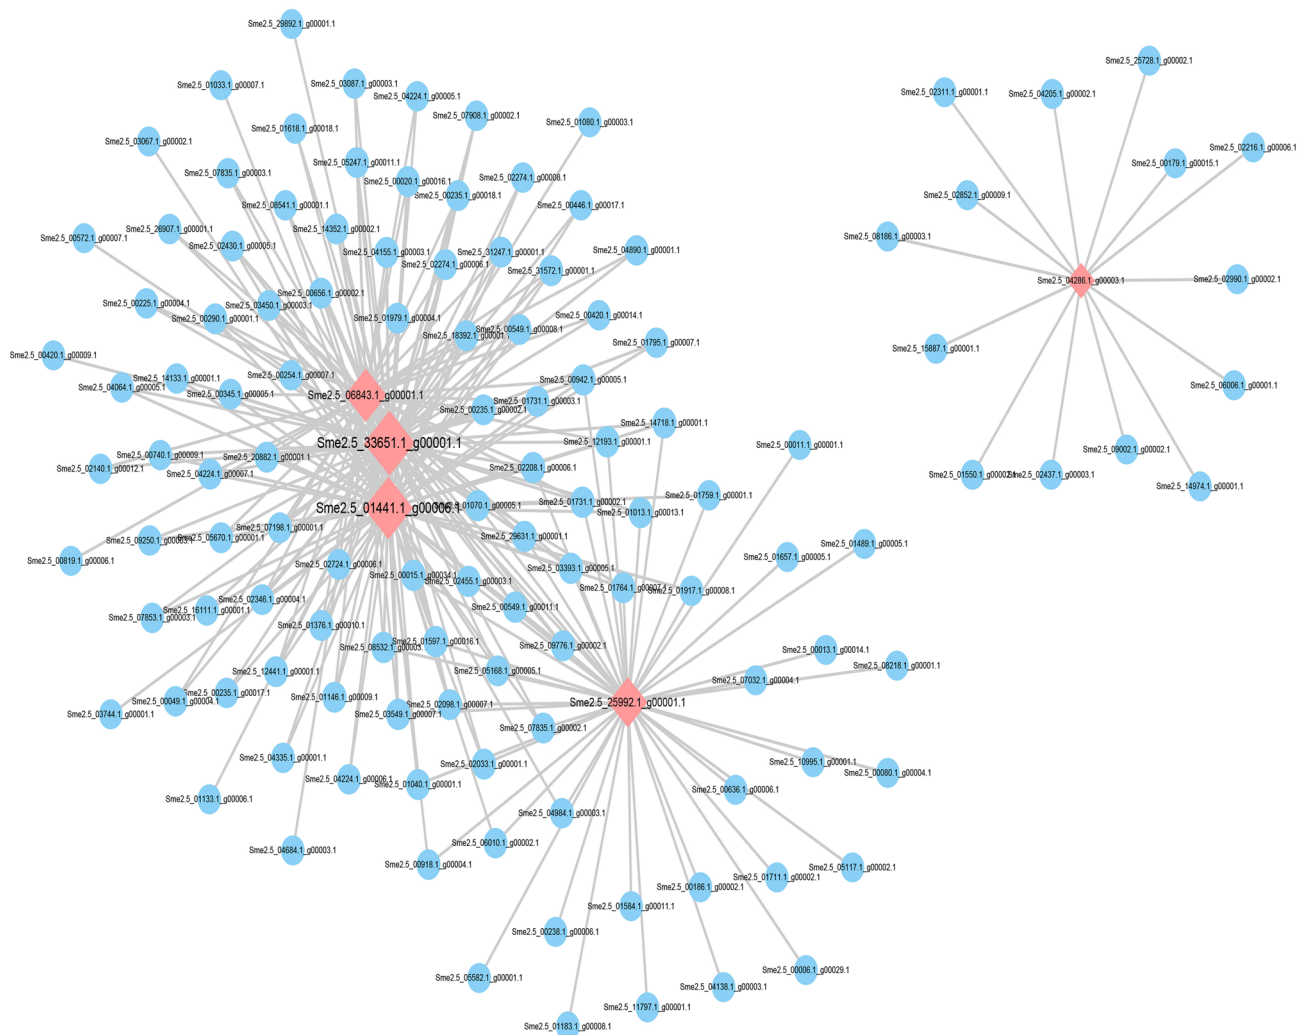 Sme2.5_29892.1_g00001.1
Sme2.5_25728.1_g00002.1
Sme2.5_01033.1_g00007.1
Sme2.5_03087.1_g00003.1
Sme2.5_04224.1_g00005.1
Sme2.5_02311.1_g00001.1
Sme2.5_04205.1_g00002.1
Sme2.5_07908.1_g00002.1
Sme2.5_01080.1_g00003.1
Sme2.5_01618.1_g00018.1
Sme2.5_03067.1_g00002.1
Sme2.5_02216.1_g00006.1
Sme2.5_05247.1_g00011.1
Sme2.5_00179.1_g00015.1
Sme2.5_07835.1_g00003.1
Sme2.5_00020.1_g00016.1
Sme2.5_02274.1_g00008.1
Sme2.5_00235.1_g00018.1
Sme2.5_02852.1_g00009.1
Sme2.5_08541.1_g00001.1
Sme2.5_00446.1_g00017.1
Sme2.5_26907.1_g00001.1
Sme2.5_14352.1_g00002.1
Sme2.5_00572.1_g00007.1
Sme2.5_08186.1_g00003.1
Sme2.5_02430.1_g00005.1
Sme2.5_04155.1_g00003.1
Sme2.5_31247.1_g00001.1
Sme2.5_04890.1_g00001.1
Sme2.5_02274.1_g00006.1
Sme2.5_31572.1_g00001.1
Sme2.5_04286.1_g00003.1
Sme2.5_02990.1_g00002.1
Sme2.5_00656.1_g00002.1
Sme2.5_00225.1_g00004.1
Sme2.5_03450.1_g00003.1
Sme2.5_00290.1_g00001.1
Sme2.5_01979.1_g00004.1
Sme2.5_00420.1_g00014.1
Sme2.5_00549.1_g00008.1
Sme2.5_18392.1_g00001.1
Sme2.5_01795.1_g00007.1
Sme2.5_15887.1_g00001.1
Sme2.5_00420.1_g00009.1
Sme2.5_00254.1_g00007.1
Sme2.5_14133.1_g00001.1
Sme2.5_00942.1_g00005.1
Sme2.5_04064.1_g00005.1
Sme2.5_06006.1_g00001.1
Sme2.5_00345.1_g00005.1
Sme2.5_06843.1_g00001.1
Sme2.5_01731.1_g00003.1
Sme2.5_00235.1_g00002.1
Sme2.5_14718.1_g00001.1
Sme2.5_33651.1_g00001.1
Sme2.5_12193.1_g00001.1
Sme2.5_00011.1_g00001.1
Sme2.5_09002.1_g00002.1
Sme2.5_00740.1_g00009.1
Sme2.5_20882.1_g00001.1
Sme2.5_02140.1_g00012.1
Sme2.5_02208.1_g00006.1
Sme2.5_04224.1_g00007.1
Sme2.5_01550.1_g00002.1
Sme2.5_02437.1_g00003.1
Sme2.5_14974.1_g00001.1
Sme2.5_01759.1_g00001.1
Sme2.5_01731.1_g00002.1
Sme2.5_01441.1_g00006.1
Sme2.5_01070.1_g00005.1
Sme2.5_01013.1_g00013.1
Sme2.5_07198.1_g00001.1
Sme2.5_29631.1_g00001.1
Sme2.5_05670.1_g00001.1
Sme2.5_01489.1_g00005.1
Sme2.5_00819.1_g00006.1
Sme2.5_01657.1_g00005.1
Sme2.5_02724.1_g00006.1
Sme2.5_03393.1_g00005.1
Sme2.5_00015.1_g00034.1
Sme2.5_02455.1_g00003.1
Sme2.5_01917.1_g00008.1
Sme2.5_02346.1_g00004.1
Sme2.5_16111.1_g00001.1
Sme2.5_00549.1_g00011.1
Sme2.5_07853.1_g00003.1
Sme2.5_01376.1_g00010.1
Sme2.5_01597.1_g00016.1
Sme2.5_09776.1_g00002.1
Sme2.5_00013.1_g00014.1
Sme2.5_08218.1_g00001.1
Sme2.5_12441.1_g00001.1
Sme2.5_05168.1_g00005.1
Sme2.5_07032.1_g00004.1
Sme2.5_00235.1_g00017.1
Sme2.5_01146.1_g00009.1
Sme2.5_00049.1_g00004.1
Sme2.5_25992.1_g00001.1
Sme2.5_02098.1_g00007.1
Sme2.5_03744.1_g00001.1
Sme2.5_03549.1_g00007.1
Sme2.5_07835.1_g00002.1
Sme2.5_04335.1_g00001.1
Sme2.5_02033.1_g00001.1
Sme2.5_10995.1_g00001.1
Sme2.5_00080.1_g00004.1
Sme2.5_04224.1_g00006.1
Sme2.5_01040.1_g00001.1
Sme2.5_00636.1_g00006.1
Sme2.5_01133.1_g00006.1
Sme2.5_04984.1_g00003.1
Sme2.5_06010.1_g00002.1
Sme2.5_04684.1_g00003.1
Sme2.5_00918.1_g00004.1
Sme2.5_05117.1_g00002.1
Sme2.5_01711.1_g00002.1
Sme2.5_00186.1_g00002.1
Sme2.5_01584.1_g00011.1
Sme2.5_00238.1_g00006.1
Sme2.5_00006.1_g00029.1
Sme2.5_05582.1_g00001.1
Sme2.5_04138.1_g00003.1
Sme2.5_11797.1_g00001.1
Sme2.5_01183.1_g00008.1